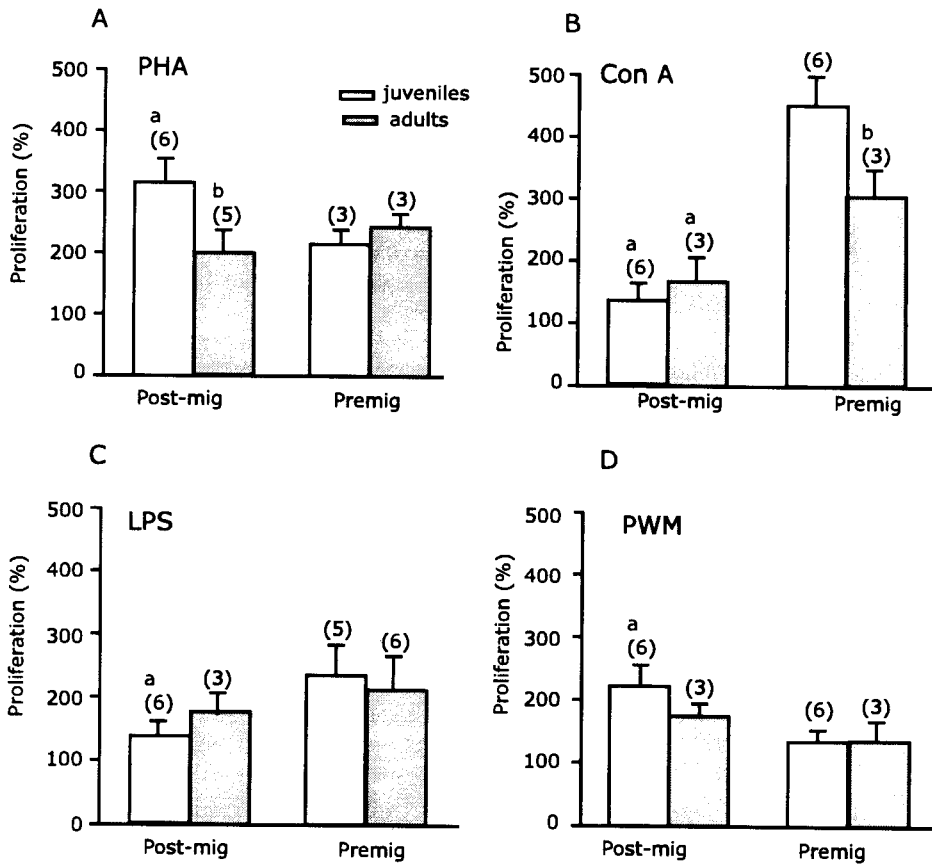 A
PHA
Proliferation (%)
500
400
300
200
100
0
juveniles
adults
a
(6)
b
(5)
(3)
(3)
Post-mig
Premig
B
Con A
Proliferation (%)
500
400
300
200
100
0
a
(6)
a
(3)
(6)
b
(3)
Post-mig
Premig
C
LPS
Proliferation (%)
500
400
300
200
100
0
a
(6)
(3)
(5)
(6)
Post-mig
Premig
D
PWM
Proliferation (%)
500
400
300
200
100
0
a
(6)
(3)
(6)
(3)
Post-mig
Premig